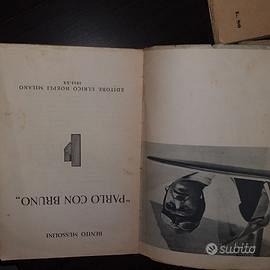 BENITO MUSSOLINI
"PARLO CON BRUNO„
EDITORE ULRICO HOEPLI MILANO
subito